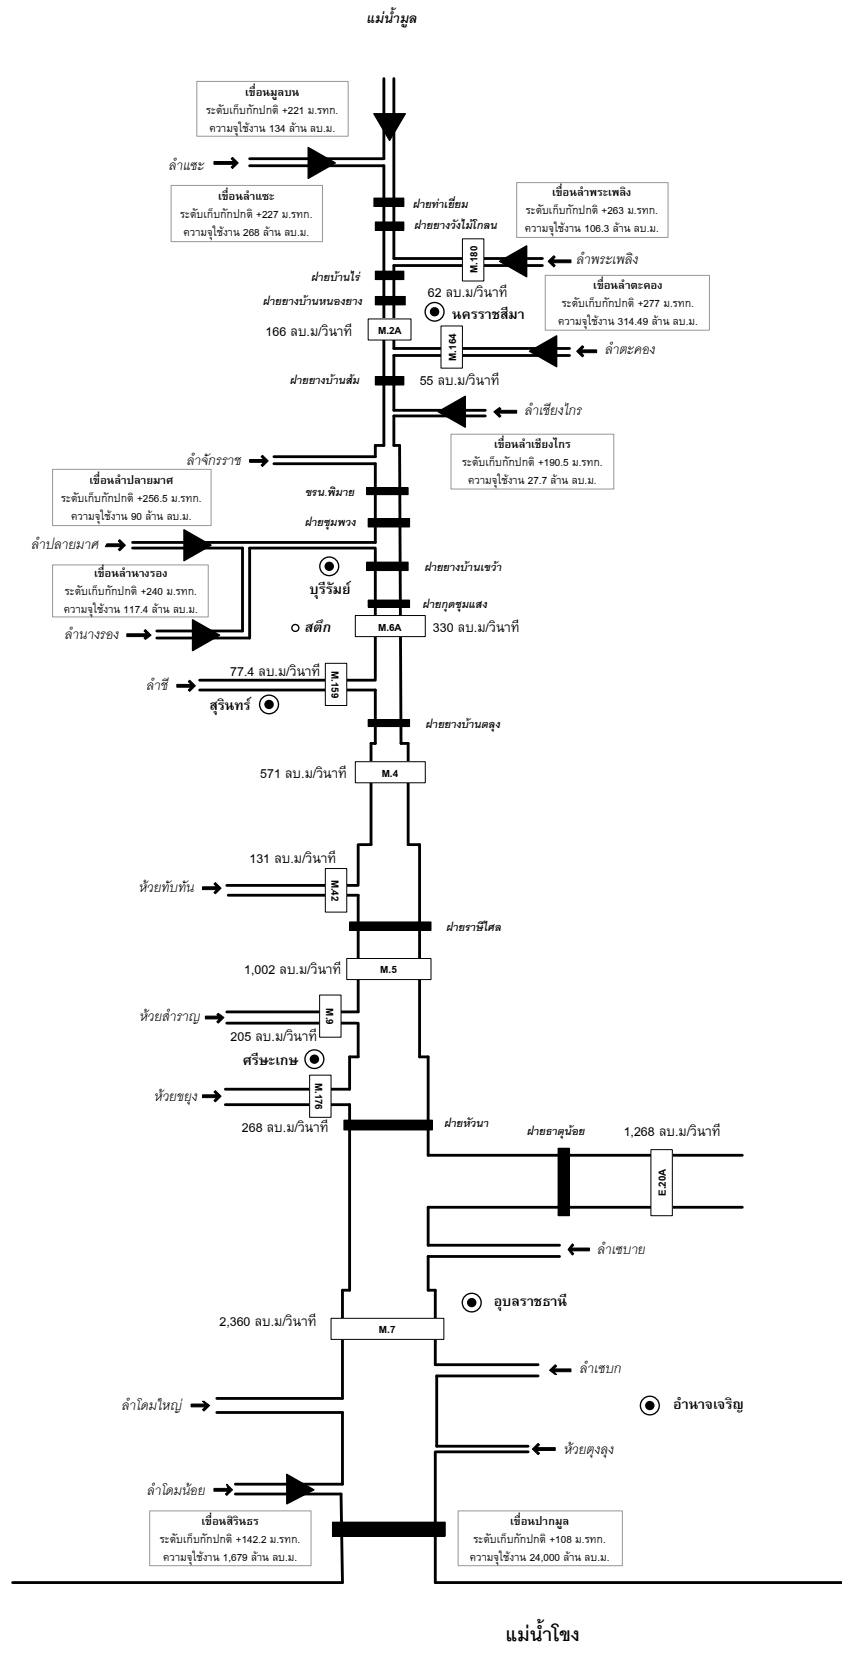 แม่น้ำมูล
เขื่อนมูลบน
ระดับเก็บกักปกติ +221 ม.รทก.
ความจุใช้งาน 134 ล้าน ลบ.ม.
ลำแซะ
เขื่อนลำแซะ
ระดับเก็บกักปกติ +227 ม.รทก.
ความจุใช้งาน 268 ล้าน ลบ.ม.
เขื่อนลำพระเพลิง
ระดับเก็บกักปกติ +263 ม.รทก.
ความจุใช้งาน 106.3 ล้าน ลบ.ม.
ฝายท่าเยี่ยม
ฝายยางวังไม้โกลน
M.180
ลำพระเพลิง
ฝายบ้านไร่
62 ลบ.ม/วินาที
ฝายยางบ้านหนองยาง
เขื่อนลำตะคอง
ระดับเก็บกักปกติ +277 ม.รทก.
ความจุใช้งาน 314.49 ล้าน ลบ.ม.
นครราชสีมา
166 ลบ.ม/วินาที
M.2A
M.164
ลำตะคอง
ฝายยางบ้านส้ม
55 ลบ.ม/วินาที
ลำเชียงไกร
เขื่อนลำเชียงไกร
ระดับเก็บกักปกติ +190.5 ม.รทก.
ความจุใช้งาน 27.7 ล้าน ลบ.ม.
ลำจักรราช
เขื่อนลำปลายมาศ
ระดับเก็บกักปกติ +256.5 ม.รทก.
ความจุใช้งาน 90 ล้าน ลบ.ม.
ชรน.พิมาย
ฝายชุมพวง
ลำปลายมาศ
ฝายยางบ้านเขว้า
บุรีรัมย์
เขื่อนลำนางรอง
ระดับเก็บกักปกติ +240 ม.รทก.
ความจุใช้งาน 117.4 ล้าน ลบ.ม.
ฝายกุดชุมแสง
ลำนางรอง
สตึก
M.6A
330 ลบ.ม/วินาที
77.4 ลบ.ม/วินาที
ลำชี
M.159
สุรินทร์
ฝายยางบ้านตลุง
571 ลบ.ม/วินาที
M.4
131 ลบ.ม/วินาที
ห้วยทับทัน
M.42
ฝายราษีไศล
1,002 ลบ.ม/วินาที
M.5
ห้วยสำราญ
M.9
205 ลบ.ม/วินาที
ศรีษะเกษ
ห้วยขยุง
M.176
268 ลบ.ม/วินาที
ฝายหัวนา
ฝายธาตุน้อย
1,268 ลบ.ม/วินาที
E.20A
ลำเซบาย
อุบลราชธานี
2,360 ลบ.ม/วินาที
M.7
ลำเซบก
ลำโดมใหญ่
อำนาจเจริญ
ห้วยตุงลุง
ลำโดมน้อย
เขื่อนสิรินธร
ระดับเก็บกักปกติ +142.2 ม.รทก.
ความจุใช้งาน 1,679 ล้าน ลบ.ม.
เขื่อนปากมูล
ระดับเก็บกักปกติ +108 ม.รทก.
ความจุใช้งาน 24,000 ล้าน ลบ.ม.
แม่น้ำโขง